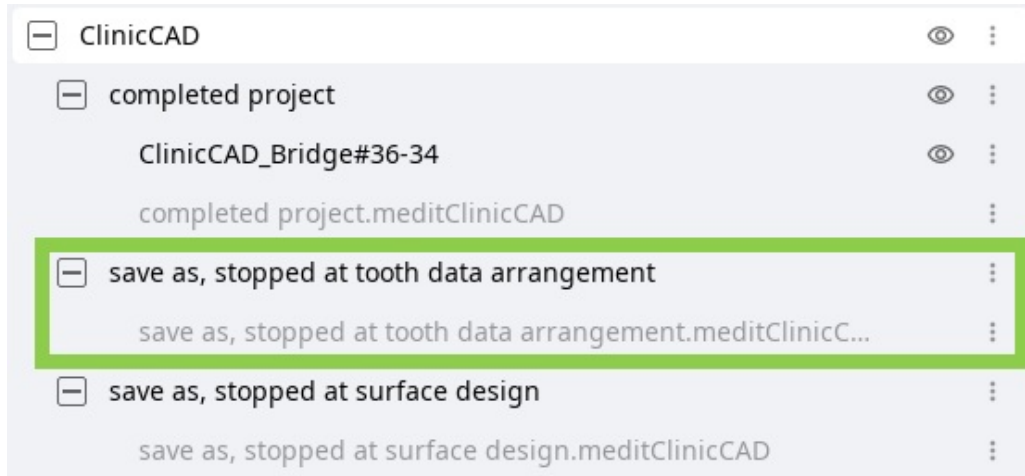 ClinicCAD
completed project
ClinicCAD_Bridge#36-34
completed project.meditClinicCAD
save as, stopped at tooth data arrangement
save as, stopped at tooth data arrangement.meditClinicC...
save as, stopped at surface design
save as, stopped at surface design.meditClinicCAD